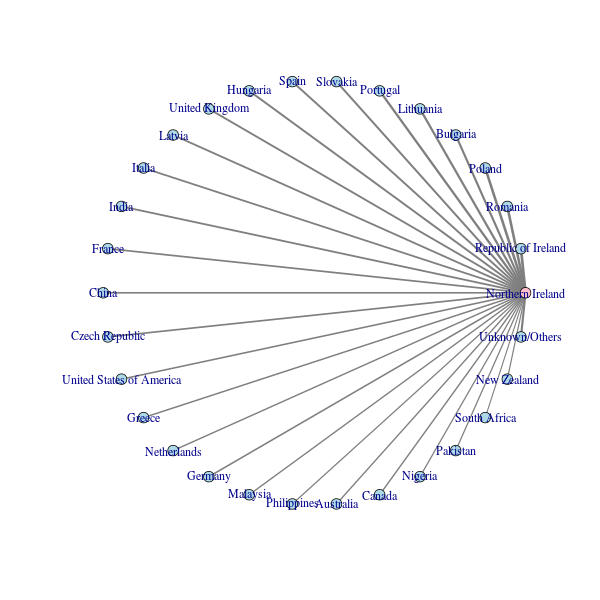 Spain
Slovakia
Hungaria
Portugal
United Kingdom
Lithuania
Latvia
Bulgaria
Italia
Poland
India
Romania
France
Republic of Ireland
China
Northern Ireland
Czech Republic
Unknown/Others
United States of America
New Zealand
Greece
South Africa
Netherlands
Pakistan
Germany
Nigeria
Malaysia
Canada
Philippines
Australia